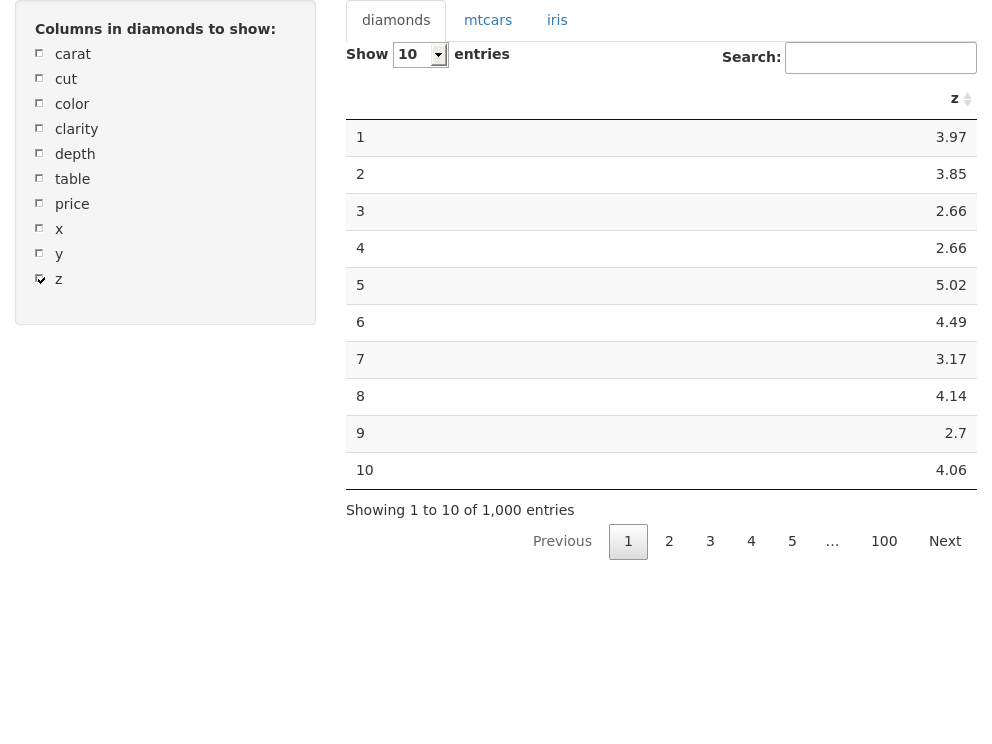 Columns in diamonds to show:
carat
cut
color
clarity
depth
table
price
x
y
z
diamonds mtcars iris
Show 10 entries Search:
z
1 3.97
2 3.85
3 2.66
4 2.66
5 5.02
6 4.49
7 3.17
8 4.14
9 2.7
10 4.06
Showing 1 to 10 of 1,000 entries
Previous 1 2 3 4 5 … 100 Next